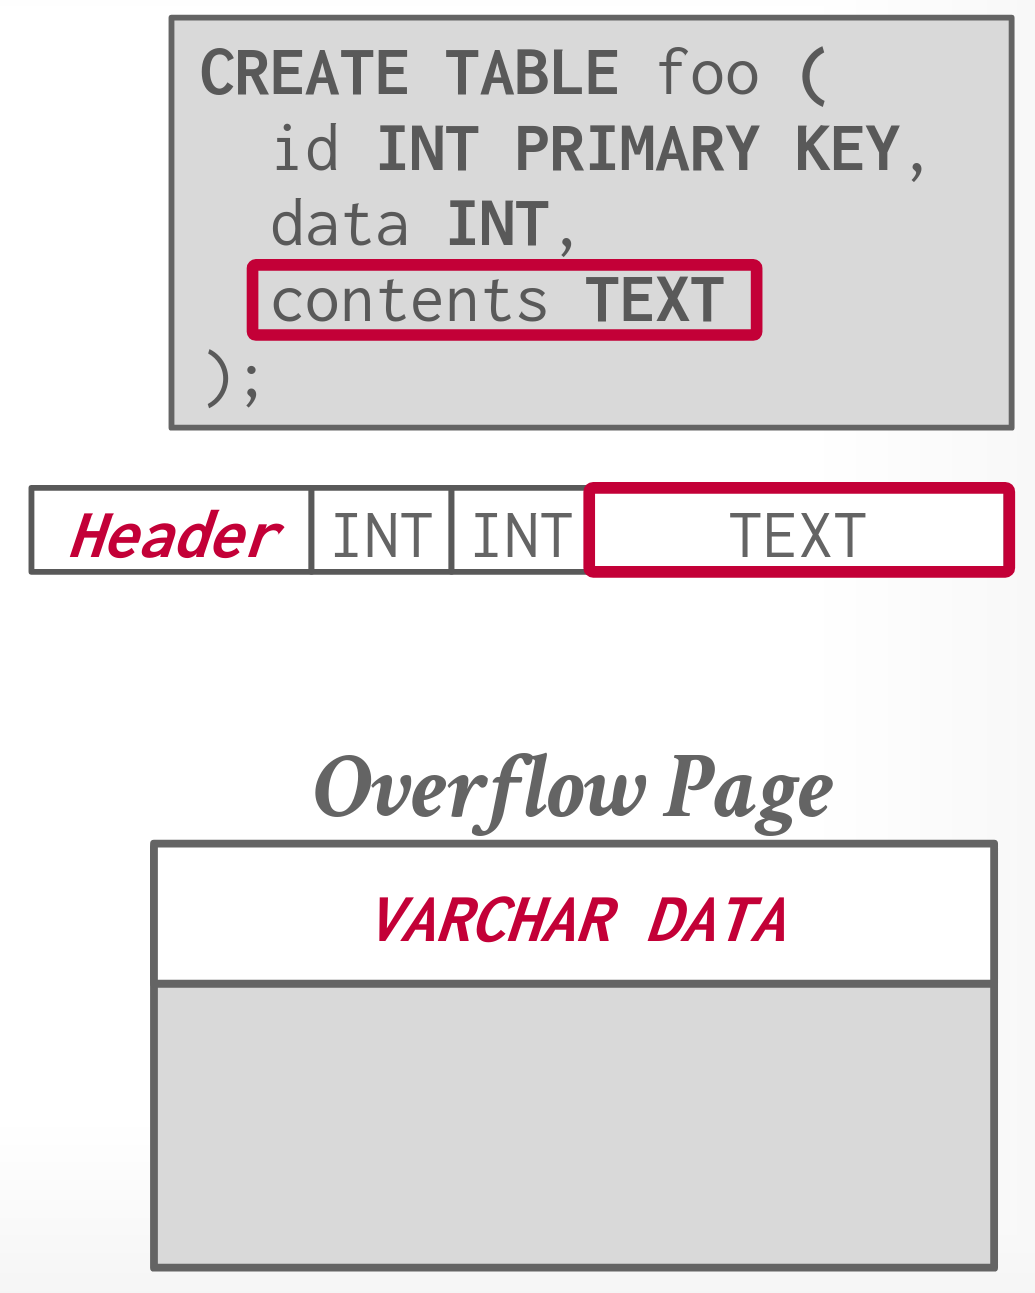 CREATE TABLE foo (
id INT PRIMARY KEY,
data INT,
contents TEXT
);
Header INT INT TEXT
Overflow Page
VARCHAR DATA